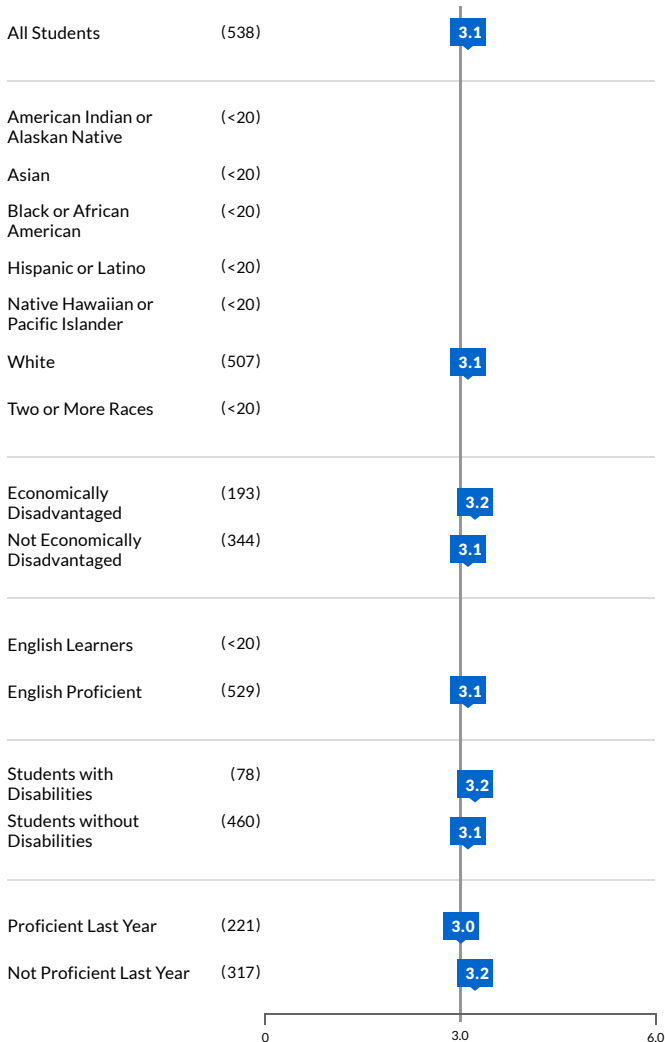 All Students (538) 3.1
American Indian or (<20)
Alaskan Native
Asian (<20)
Black or African (<20)
American
Hispanic or Latino (<20)
Native Hawaiian or (<20)
Pacific Islander
White (507) 3.1
Two or More Races (<20)
Economically (193) 3.2
Disadvantaged
Not Economically (344) 3.1
Disadvantaged
English Learners (<20)
English Proficient (529) 3.1
Students with (78) 3.2
Disabilities
Students without (460) 3.1
Disabilities
Proficient Last Year (221) 3.0
Not Proficient Last Year (317) 3.2
0 3.0 6.0